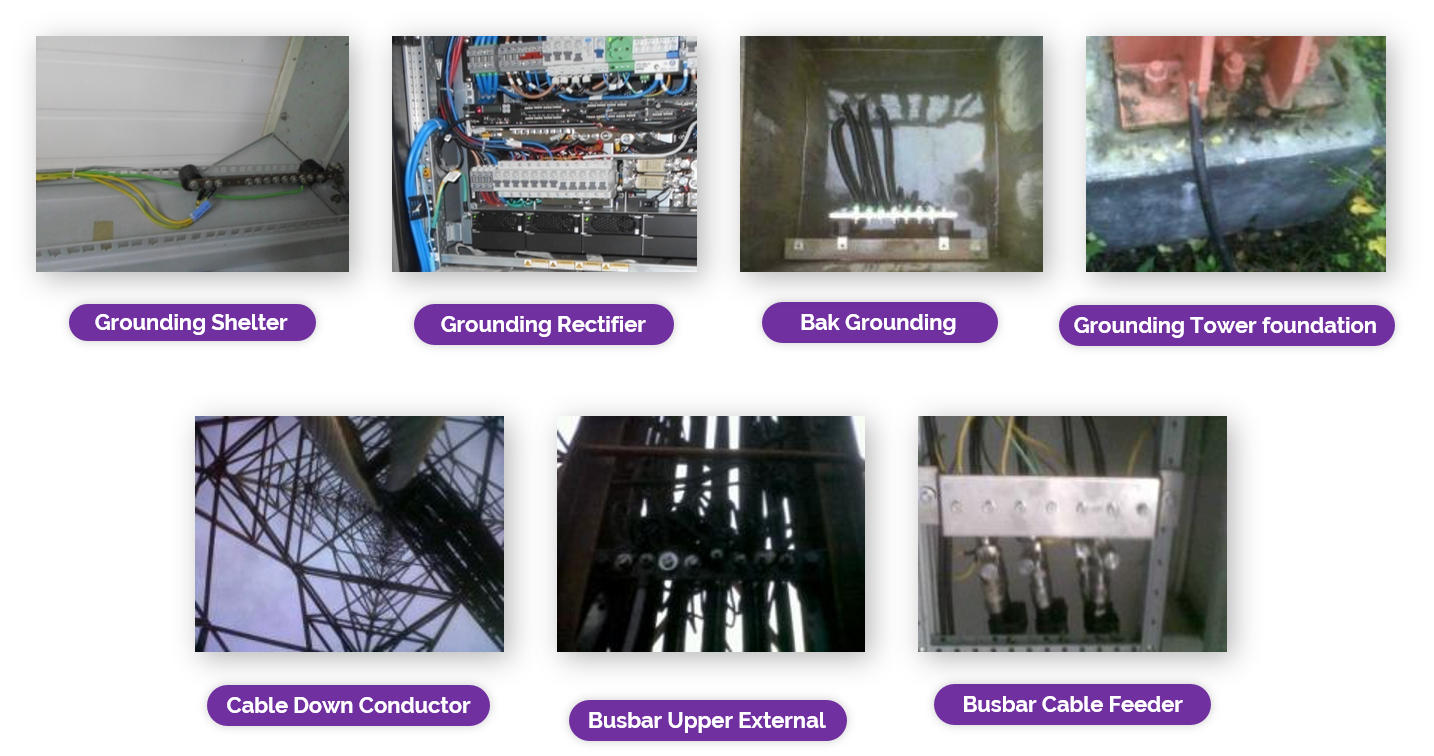 Grounding Shelter
Grounding Rectifier
Bak Grounding
Grounding Tower foundation
Cable Down Conductor
Busbar Upper External
Busbar Cable Feeder